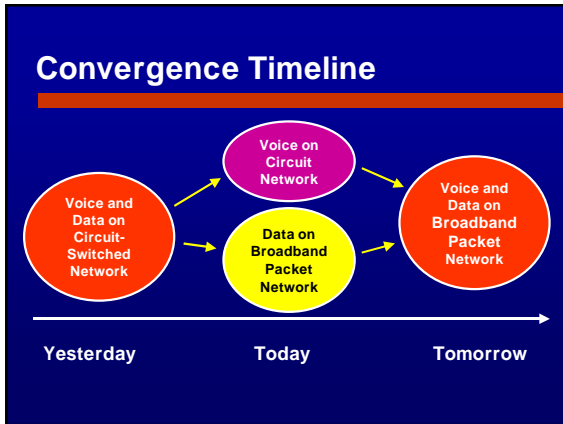 Convergence Timeline
Voice and
Data on
Circuit-
Switched
Network
Voice on
Circuit
Network
Data on
Broadband
Packet
Network
Voice and
Data on
Broadband
Packet
Network
Yesterday
Today
Tomorrow